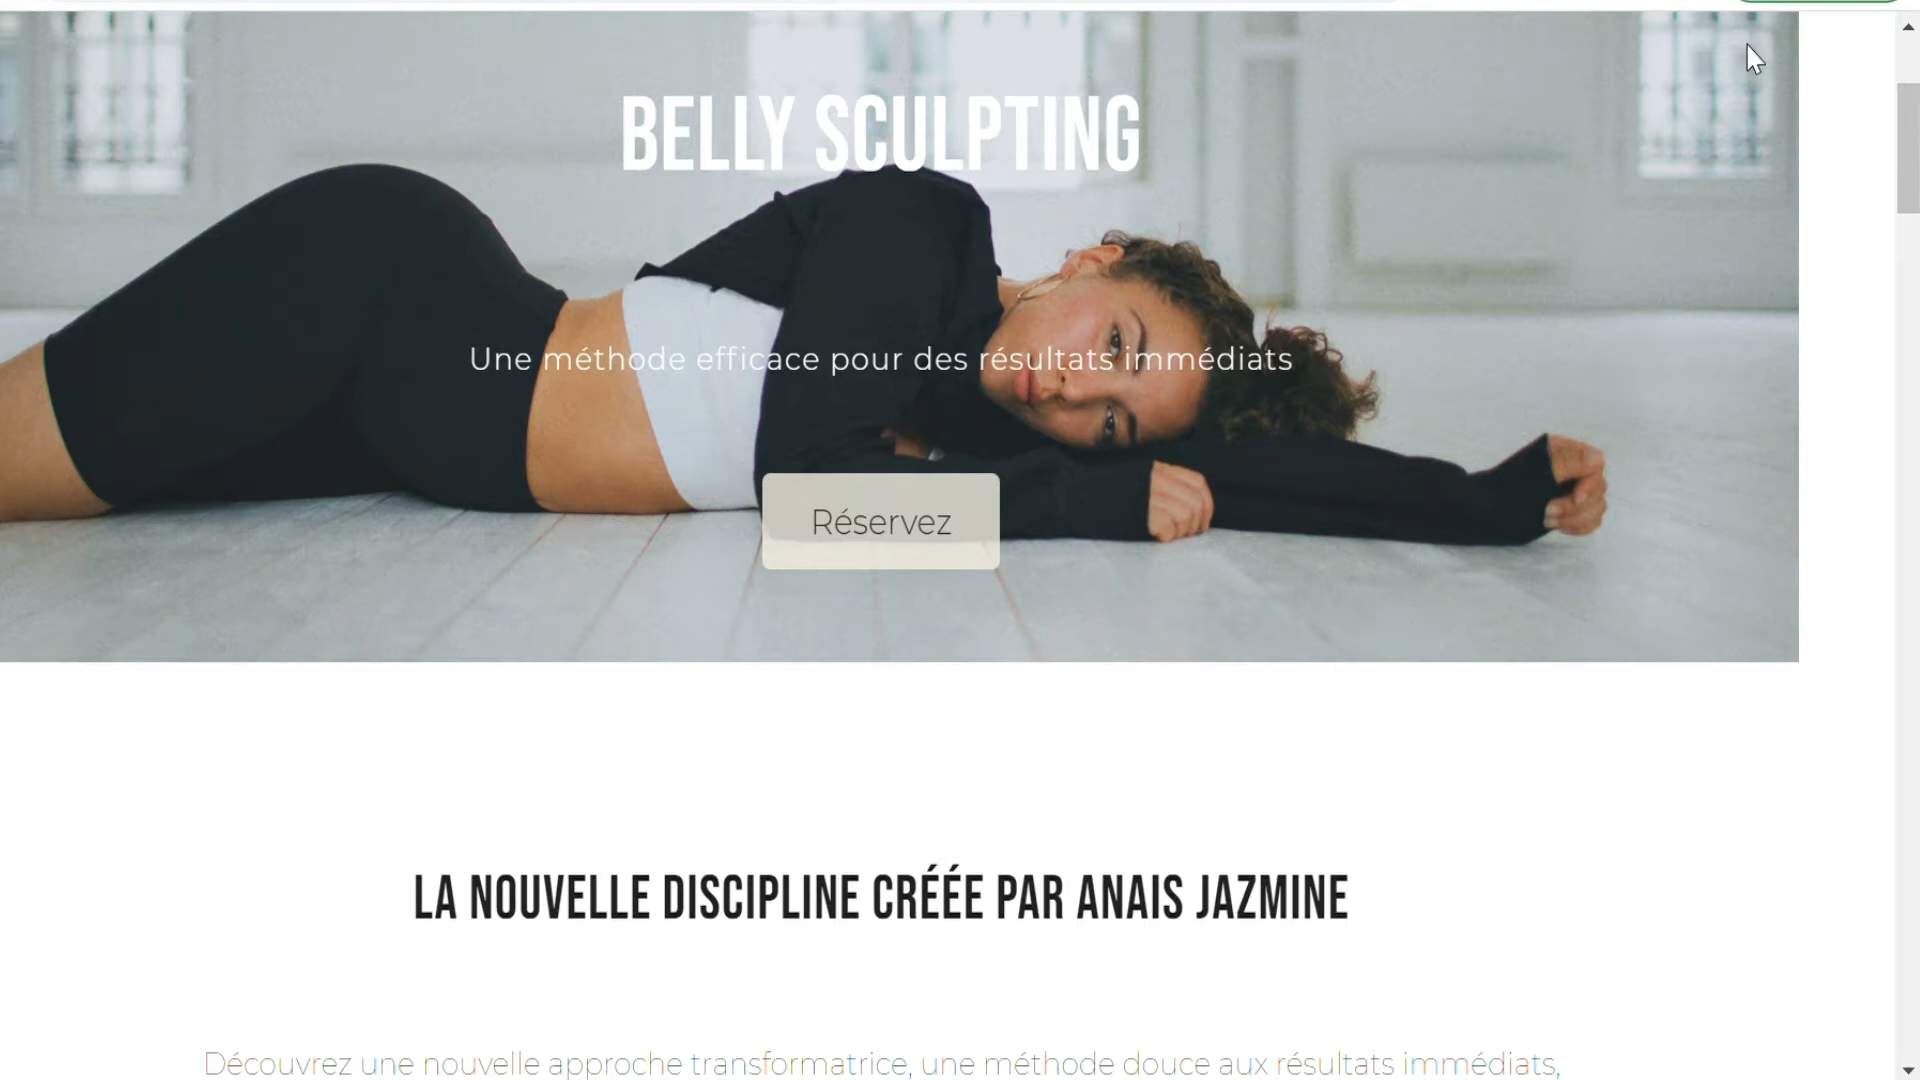 BELLY SCULPTING
Une méthode efficace pour des résultats immédiats
Réservez
LA NOUVELLE DISCIPLINE CRÉÉE PAR ANAIS JAZMINE
Découvrez une nouvelle approche transformatrice, une méthode douce aux résultats immédiats,